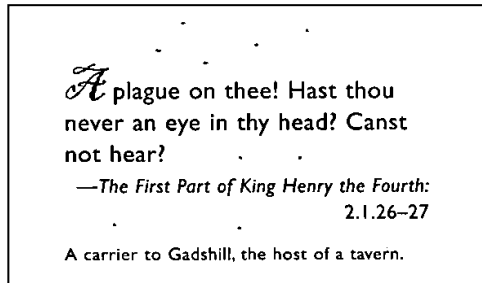 A plague on thee! Hast thou
never an eye in thy head? Canst
not hear?
—The First Part of King Henry the Fourth:
2.1.26–27
A carrier to Gadshill, the host of a tavern.